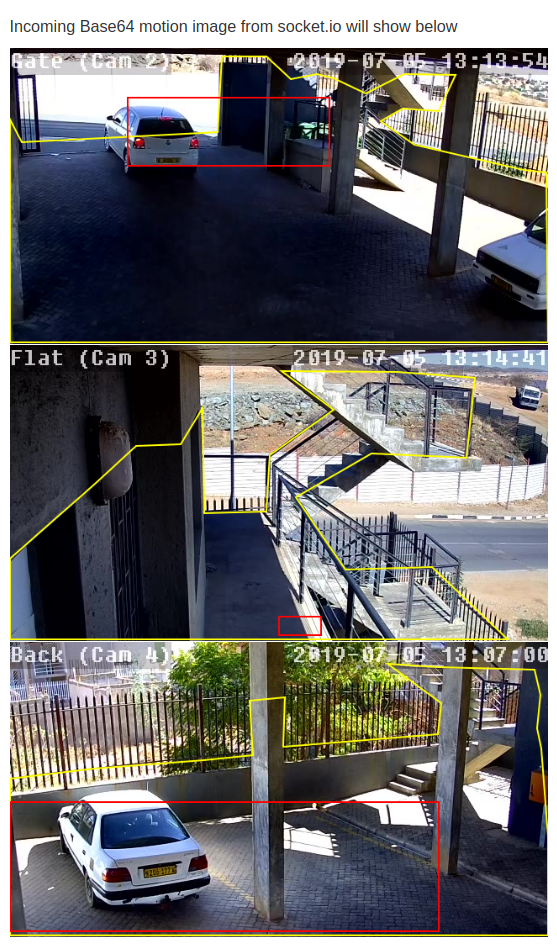 Incoming Base64 motion image from socket.io will show below
Gate (Cam 2) 2019-07-05 13:13:54
Flat (Cam 3) 2019-07-05 13:14:41
Back (Cam 4) 2019-07-05 13:07:00